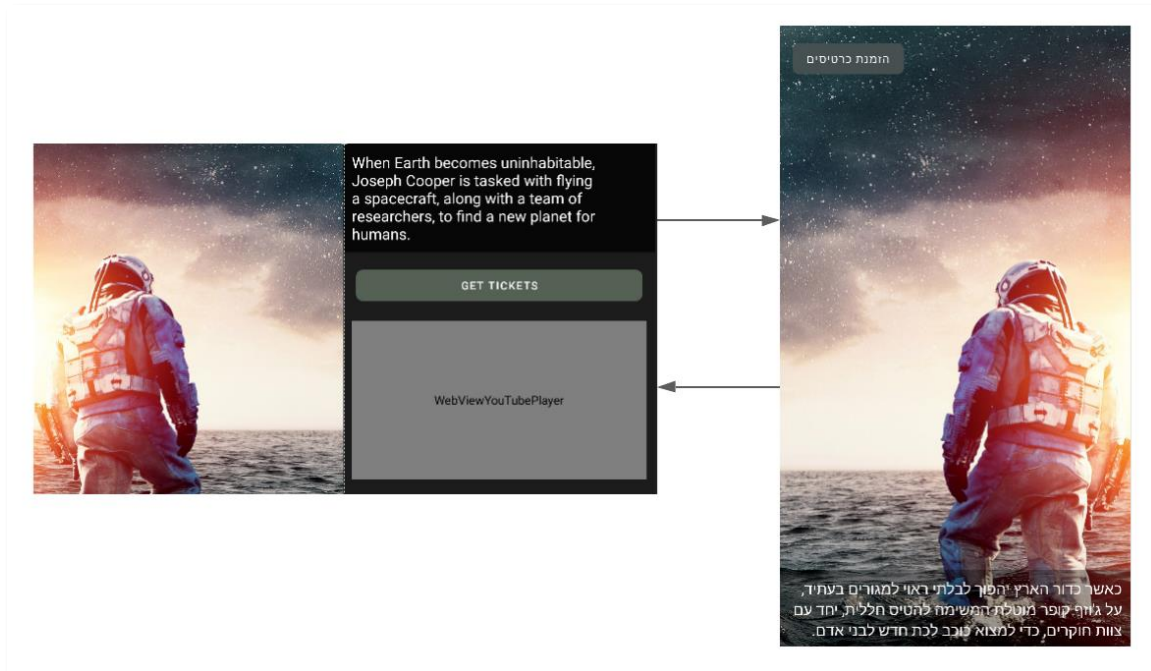 When Earth becomes uninhabitable,
Joseph Cooper is tasked with flying
a spacecraft, along with a team of
researchers, to find a new planet for
humans.
GET TICKETS
WebViewYouTubePlayer
הזמנת כרטיסים
כאשר כדור הארץ יהפוך לבלתי ראוי למגורים בעתיד,
על ג'וזף קופר מוטלת המשימה להטיס חללית, יחד עם
צוות חוקרים, כדי למצוא כוכב לכת חדש לבני אדם.